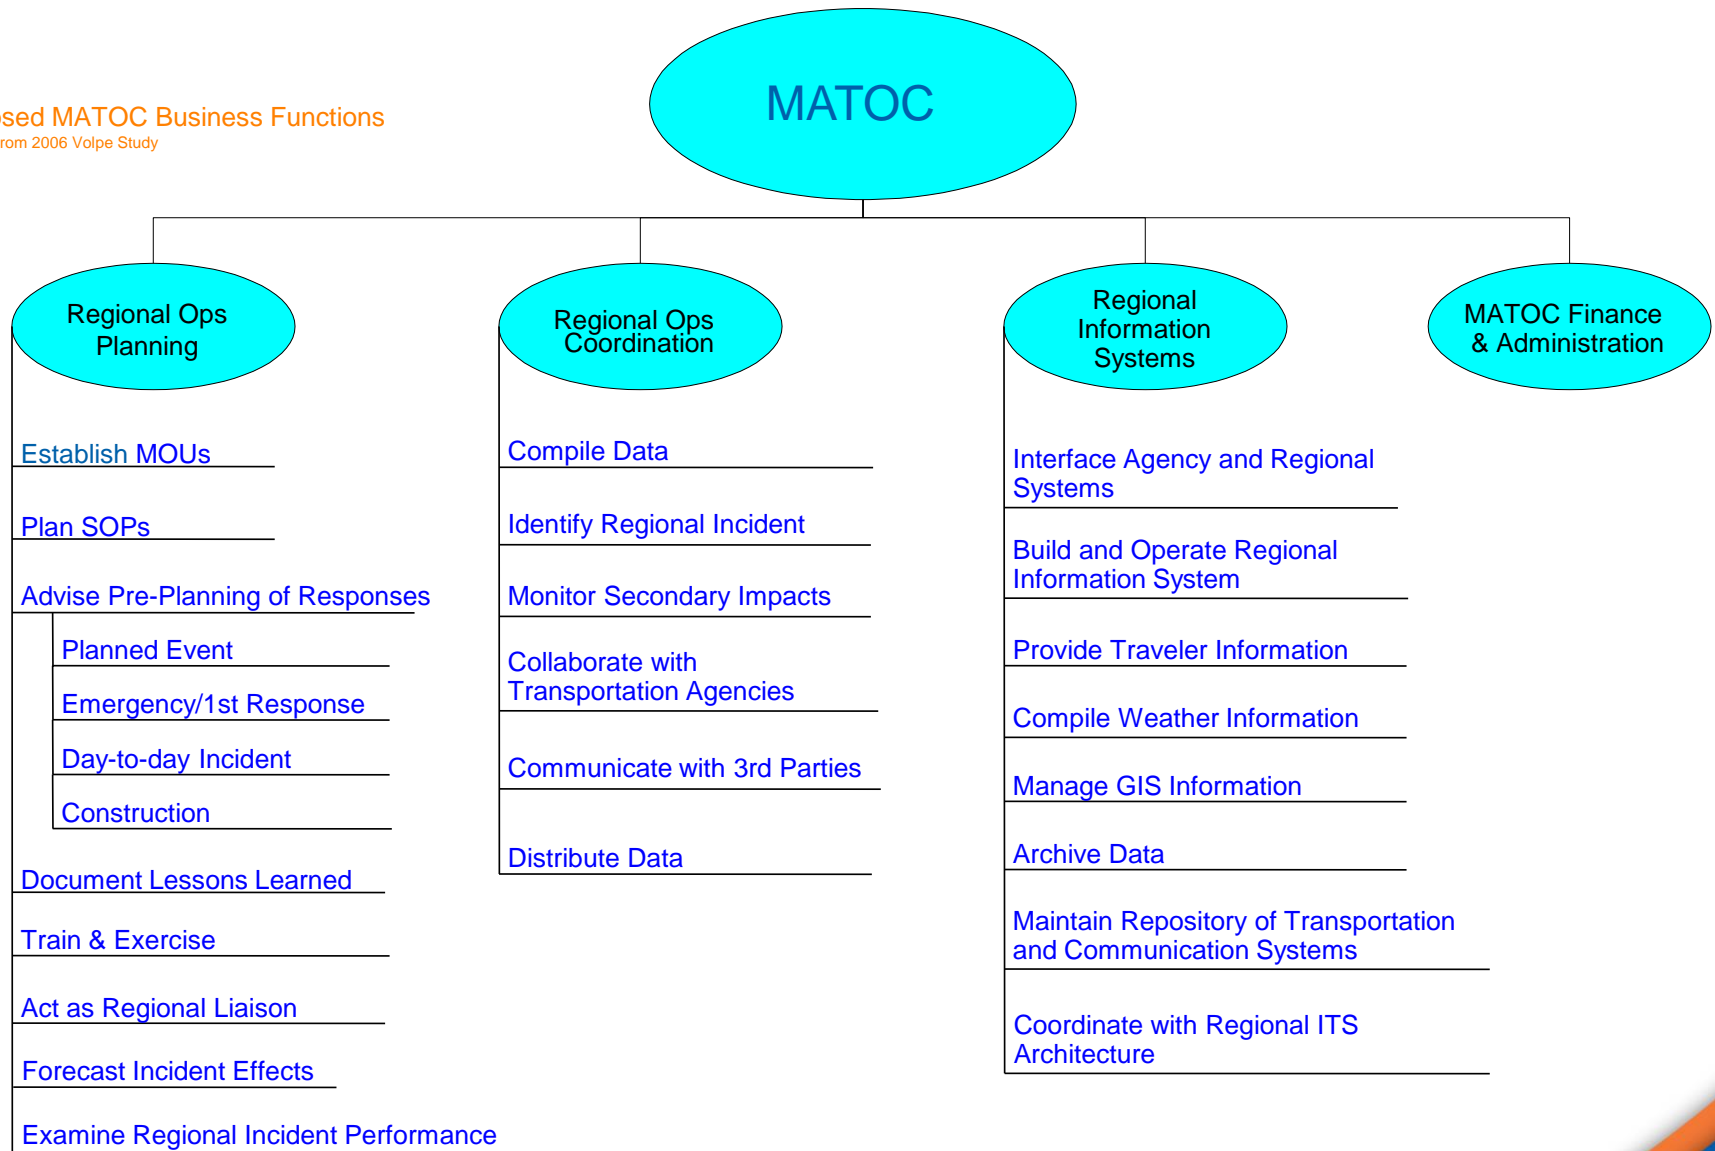 MATOC
MATOC Business Functions
2006 Volpe Study
Regional Ops
Planning
Establish MOUs
Plan SOPs
Advise Pre-Planning of Responses
Planned Event
Emergency/1st Response
Day-to-day Incident
Construction
Document Lessons Learned
Train & Exercise
Act as Regional Liaison
Forecast Incident Effects
Examine Regional Incident Performance
Regional Ops
Coordination
Compile Data
Identify Regional Incident
Monitor Secondary Impacts
Collaborate with
Transportation Agencies
Communicate with 3rd Parties
Distribute Data
Regional
Information
Systems
Interface Agency and Regional
Systems
Build and Operate Regional
Information System
Provide Traveler Information
Compile Weather Information
Manage GIS Information
Archive Data
Maintain Repository of Transportation
and Communication Systems
Coordinate with Regional ITS
Architecture
MATOC Finance
& Administration